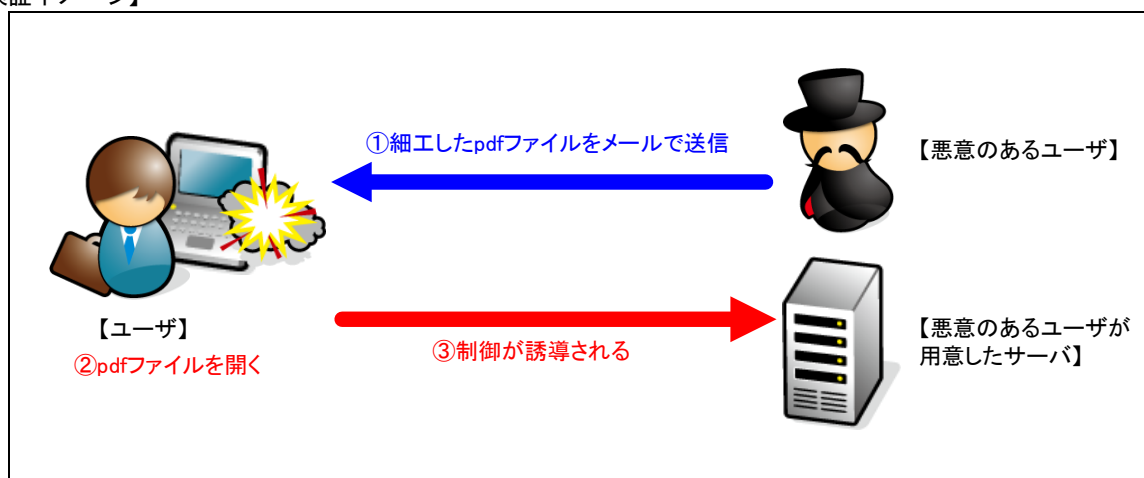 ①細工したpdfファイルをメールで送信
【悪意のあるユーザ】
【ユーザ】
②pdfファイルを開く
③制御が誘導される
【悪意のあるユーザが
用意したサーバ】